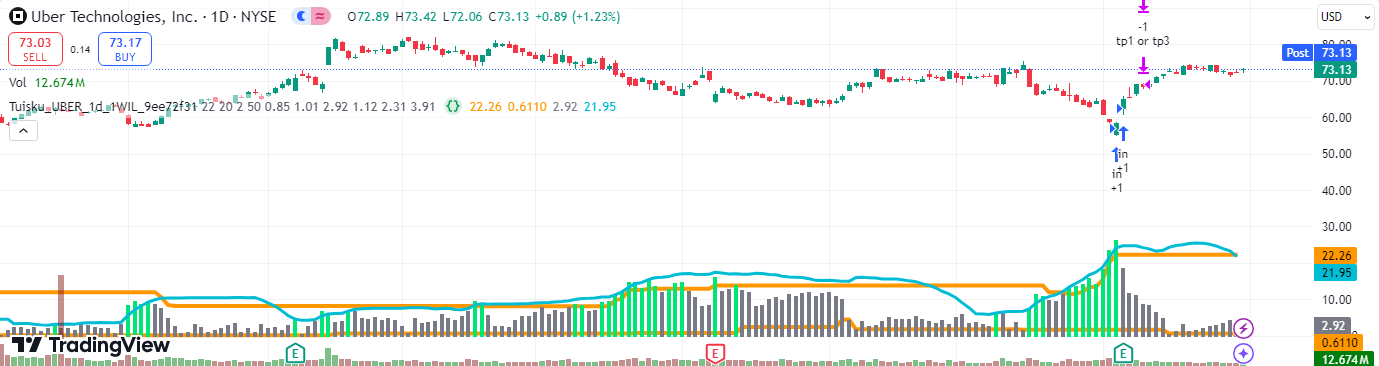 Uber Technologies, Inc. · 1D · NYSE O72.89 H73.42 L72.06 C73.13 +0.89 (+1.23%)
USD
73.03
SELL
0.14
73.17
BUY
Vol 12.674M
Tuisku_UBER_1d_1WIL_9ee72f31 22 20 2 50 0.85 1.01 2.92 1.12 2.31 3.91 {} 22.26 0.6110 2.92 21.95
-1
tp1 or tp3
in
+1
in
+1
80.00
Post 73.13
73.13
70.00
60.00
50.00
40.00
30.00
22.26
21.95
10.00
2.92
0.6110
12.674M
E
E
E
TradingView